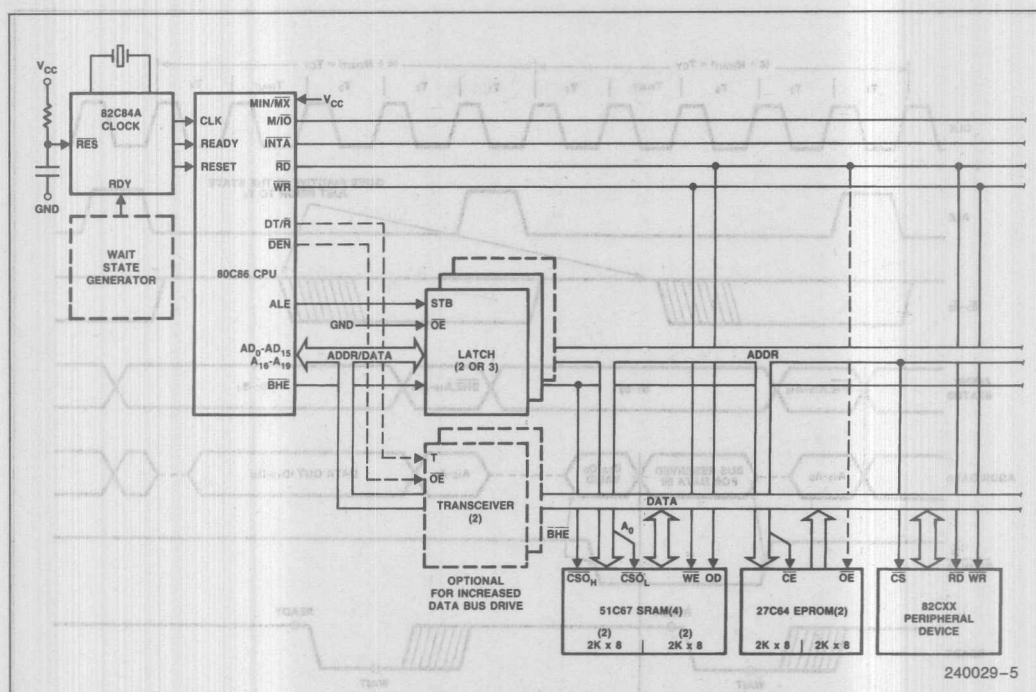 VCC
82C84A
CLOCK
RES
RDY
GND
WAIT
STATE
GENERATOR
MIN/MX
VCC
CLK
M/IO
READY
INTA
RESET
RD
WR
DT/R
DEN
80C86 CPU
ALE
STB
GND
OE
AD0-AD15
A16-A19
ADDR/DATA
LATCH
(2 OR 3)
ADDR
BHE
T
OE
TRANSCEIVER
(2)
DATA
BHE
A0
OPTIONAL
FOR INCREASED
DATA BUS DRIVE
CSOH
CSOL
WE OD
51C67 SRAM(4)
(2)
2K x 8
(2)
2K x 8
CE
OE
27C64 EPROM(2)
2K x 8
2K x 8
CS
RD WR
82CXX
PERIPHERAL
DEVICE
240029-5